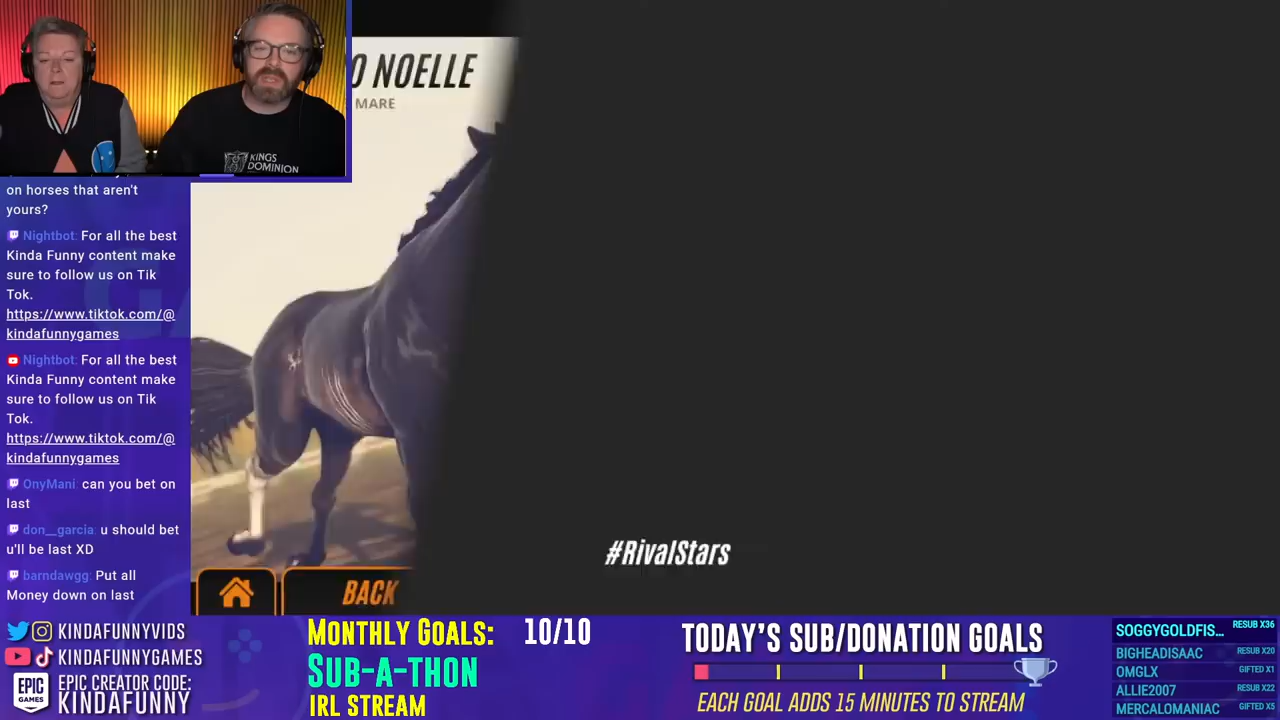 O NOELLE
MARE
KINGS
DOMINION
on horses that aren't
yours?
Nightbot: For all the best
Kinda Funny content make
sure to follow us on Tik
Tok.
https://www.tiktok.com/@
kindafunnygames
Nightbot: For all the best
Kinda Funny content make
sure to follow us on Tik
Tok.
https://www.tiktok.com/@
kindafunnygames
OnyMani: can you bet on
last
don__garcia: u should bet
u'll be last XD
barndawgg: Put all
Money down on last
#RivalStars
BACK
KINDAFUNNYVIDS
KINDAFUNNYGAMES
EPIC GAMES
EPIC CREATOR CODE:
KINDAFUNNY
MONTHLY GOALS: 10/10
SUB-A-THON
IRL STREAM
TODAY'S SUB/DONATION GOALS
EACH GOAL ADDS 15 MINUTES TO STREAM
SOGGYGOLDFIS... RESUB X36
BIGHEADISAAC RESUB X20
OMGLX GIFTED X1
ALLIE2007 RESUB X22
MERCALOMANIAC GIFTED X5